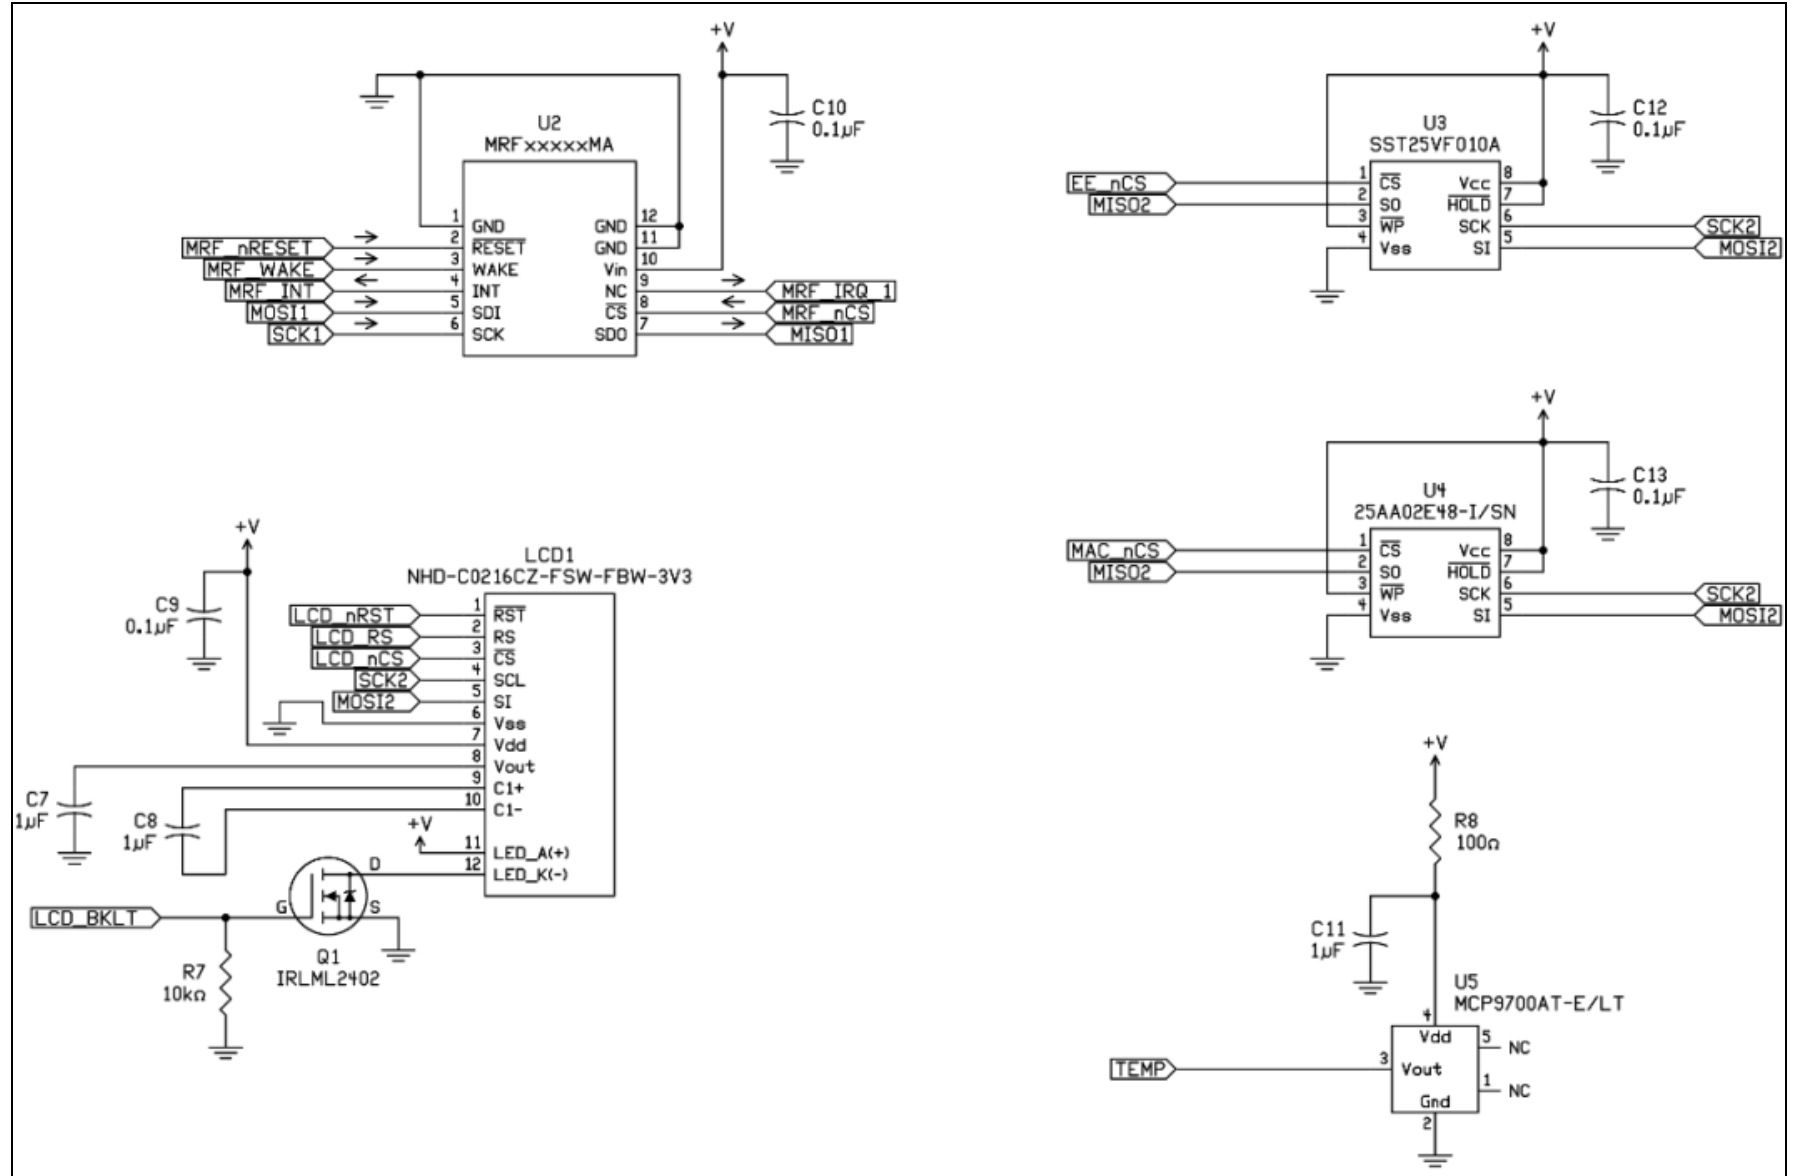 +V
C10
0.1µF
U2
MRFxxxxxMA
1 GND
2 RESET
3 WAKE
4 INT
5 SDI
6 SCK
GND 12
GND 11
Vin 10
NC 9
CS 8
SDO 7
MRF_nRESET
MRF_WAKE
MRF_INT
MOSI1
SCK1
MRF_IRQ_1
MRF_nCS
MISO1
+V
C12
0.1µF
U3
SST25VF010A
EE_nCS
MISO2
1 CS
2 SO
3 WP
4 Vss
Vcc 8
HOLD 7
SCK 6
SI 5
SCK2
MOSI2
+V
C13
0.1µF
U4
25AA02E48-I/SN
MAC_nCS
MISO2
1 CS
2 SO
3 WP
4 Vss
Vcc 8
HOLD 7
SCK 6
SI 5
SCK2
MOSI2
+V
C9
0.1µF
LCD1
NHD-C0216CZ-FSW-FBW-3V3
LCD_nRST
LCD_RS
LCD_nCS
SCK2
MOSI2
1 RST
2 RS
3 CS
4 SCL
5 SI
6 Vss
7 Vdd
8 Vout
9 C1+
10 C1-
11 LED_A(+)
12 LED_K(-)
C7
1µF
C8
1µF
+V
LCD_BKLT
G
D
S
Q1
IRLML2402
R7
10kΩ
+V
R8
100Ω
C11
1µF
U5
MCP9700AT-E/LT
4
Vdd
5 NC
TEMP
3
Vout
1 NC
Gnd
2